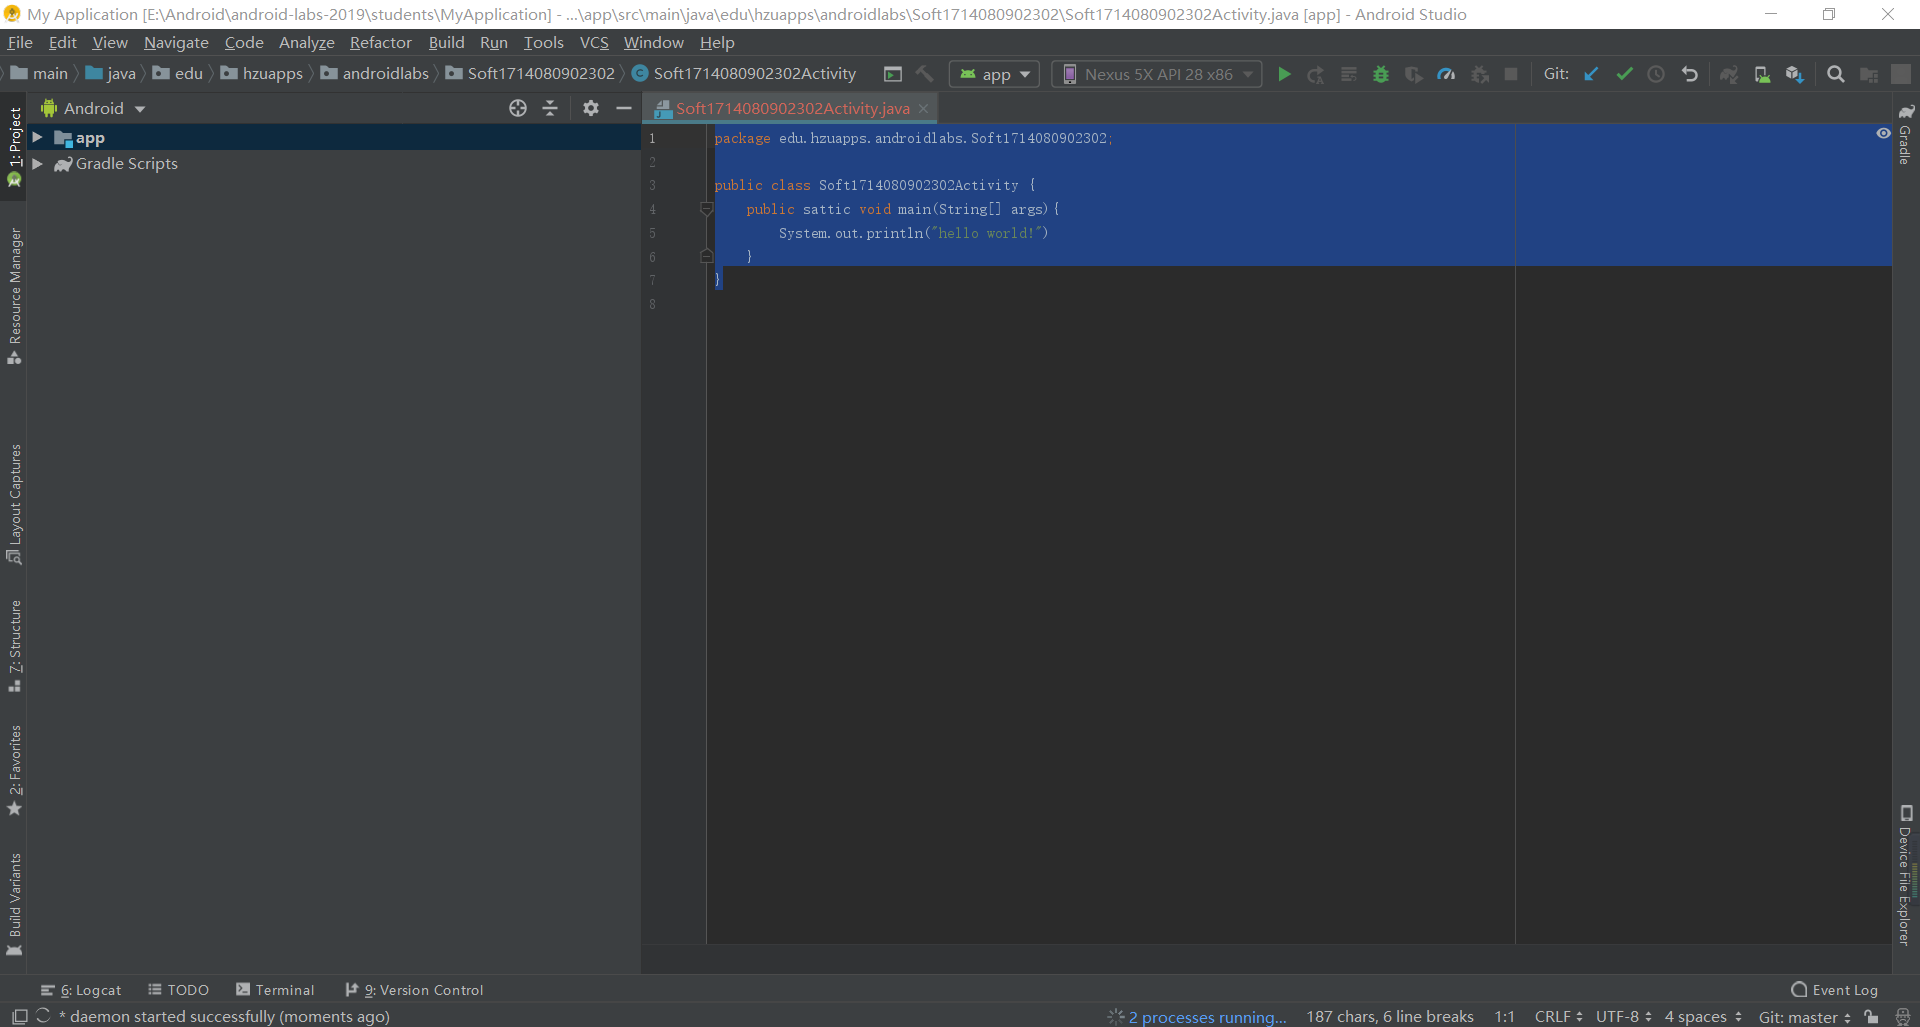 My Application [E:\Android\android-labs-2019\students\MyApplication] - ...\app\src\main\java\edu\hzuapps\androidlabs\Soft1714080902302\Soft1714080902302Activity.java [app] - Android Studio
File Edit View Navigate Code Analyze Refactor Build Run Tools VCS Window Help
main java edu hzuapps androidlabs Soft1714080902302 Soft1714080902302Activity app Nexus 5X API 28 x86 Git:
Android
Soft1714080902302Activity.java
app
Gradle Scripts
1 package edu.hzuapps.androidlabs.Soft1714080902302;
2
3 public class Soft1714080902302Activity {
4 public sattic void main(String[] args){
5 System.out.println("hello world!")
6 }
7 }
8
1: Project
Resource Manager
Layout Captures
7: Structure
2: Favorites
Build Variants
Gradle
Device File Explorer
6: Logcat TODO Terminal 9: Version Control Event Log
* daemon started successfully (moments ago) 2 processes running... 187 chars, 6 line breaks 1:1 CRLF UTF-8 4 spaces Git: master